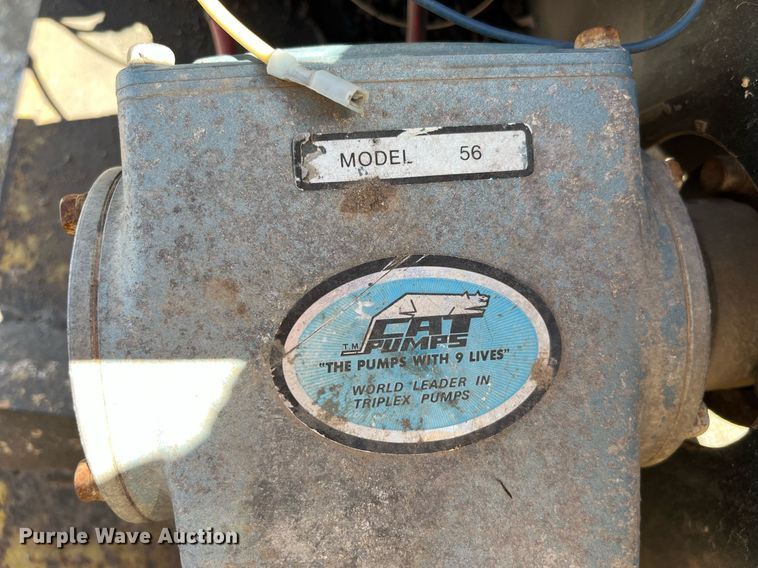 MODEL 56
CAT
TM PUMPS
"THE PUMPS WITH 9 LIVES"
WORLD LEADER IN
TRIPLEX PUMPS
Purple Wave Auction